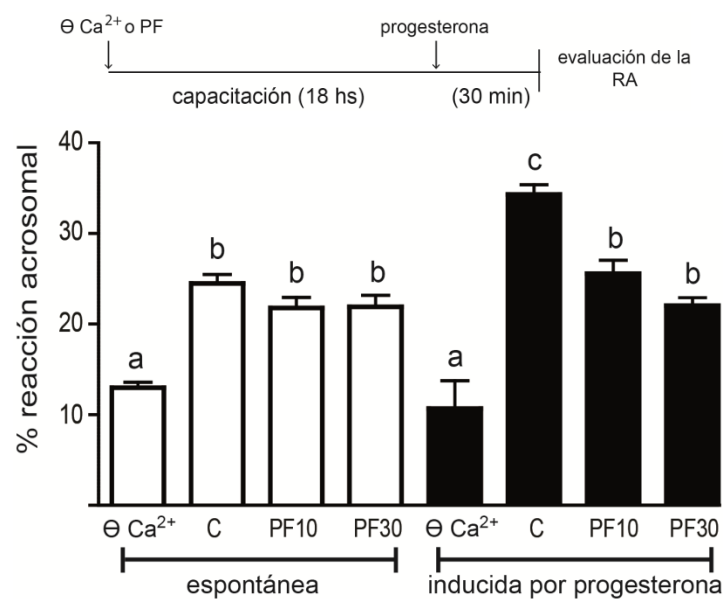 Ɵ Ca²⁺ o PF
progesterona
capacitación (18 hs)
(30 min)
evaluación de la
RA
% reacción acrosomal
40
30
20
10
a
b
b
b
a
c
b
b
Ɵ Ca²⁺ C PF10 PF30 Ɵ Ca²⁺ C PF10 PF30
espontánea
inducida por progesterona